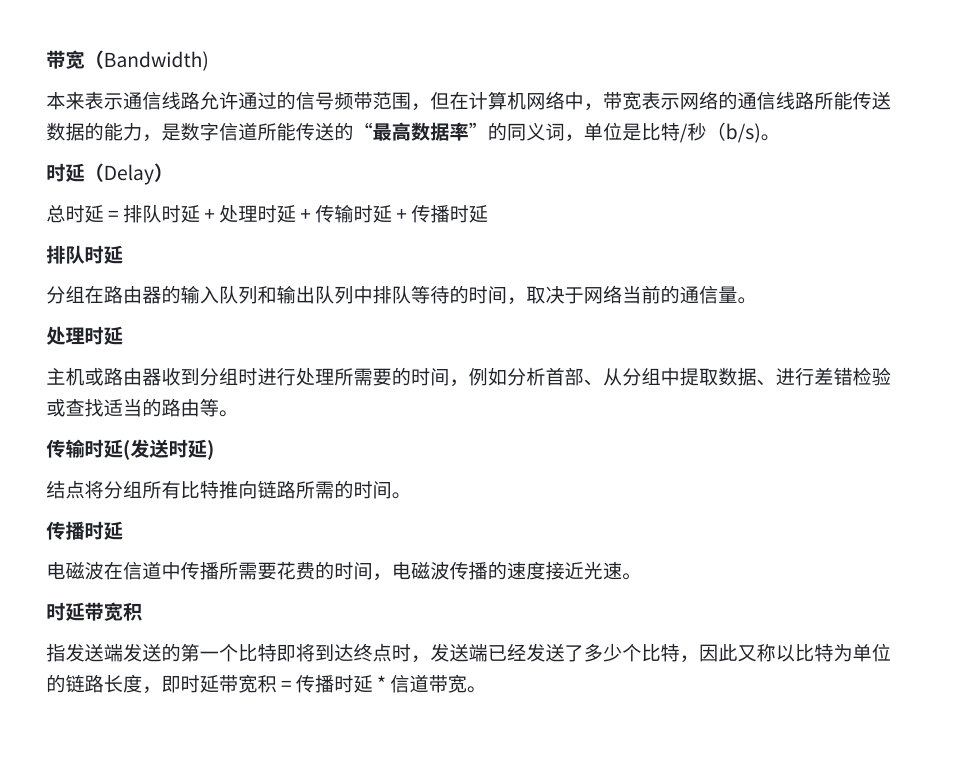 带宽（Bandwidth)
本来表示通信线路允许通过的信号频带范围，但在计算机网络中，带宽表示网络的通信线路所能传送
数据的能力，是数字信道所能传送的“最高数据率”的同义词，单位是比特/秒（b/s)。
时延（Delay）
总时延 = 排队时延 + 处理时延 + 传输时延 + 传播时延
排队时延
分组在路由器的输入队列和输出队列中排队等待的时间，取决于网络当前的通信量。
处理时延
主机或路由器收到分组时进行处理所需要的时间，例如分析首部、从分组中提取数据、进行差错检验
或查找适当的路由等。
传输时延(发送时延)
结点将分组所有比特推向链路所需的时间。
传播时延
电磁波在信道中传播所需要花费的时间，电磁波传播的速度接近光速。
时延带宽积
指发送端发送的第一个比特即将到达终点时，发送端已经发送了多少个比特，因此又称以比特为单位
的链路长度，即时延带宽积 = 传播时延 * 信道带宽。